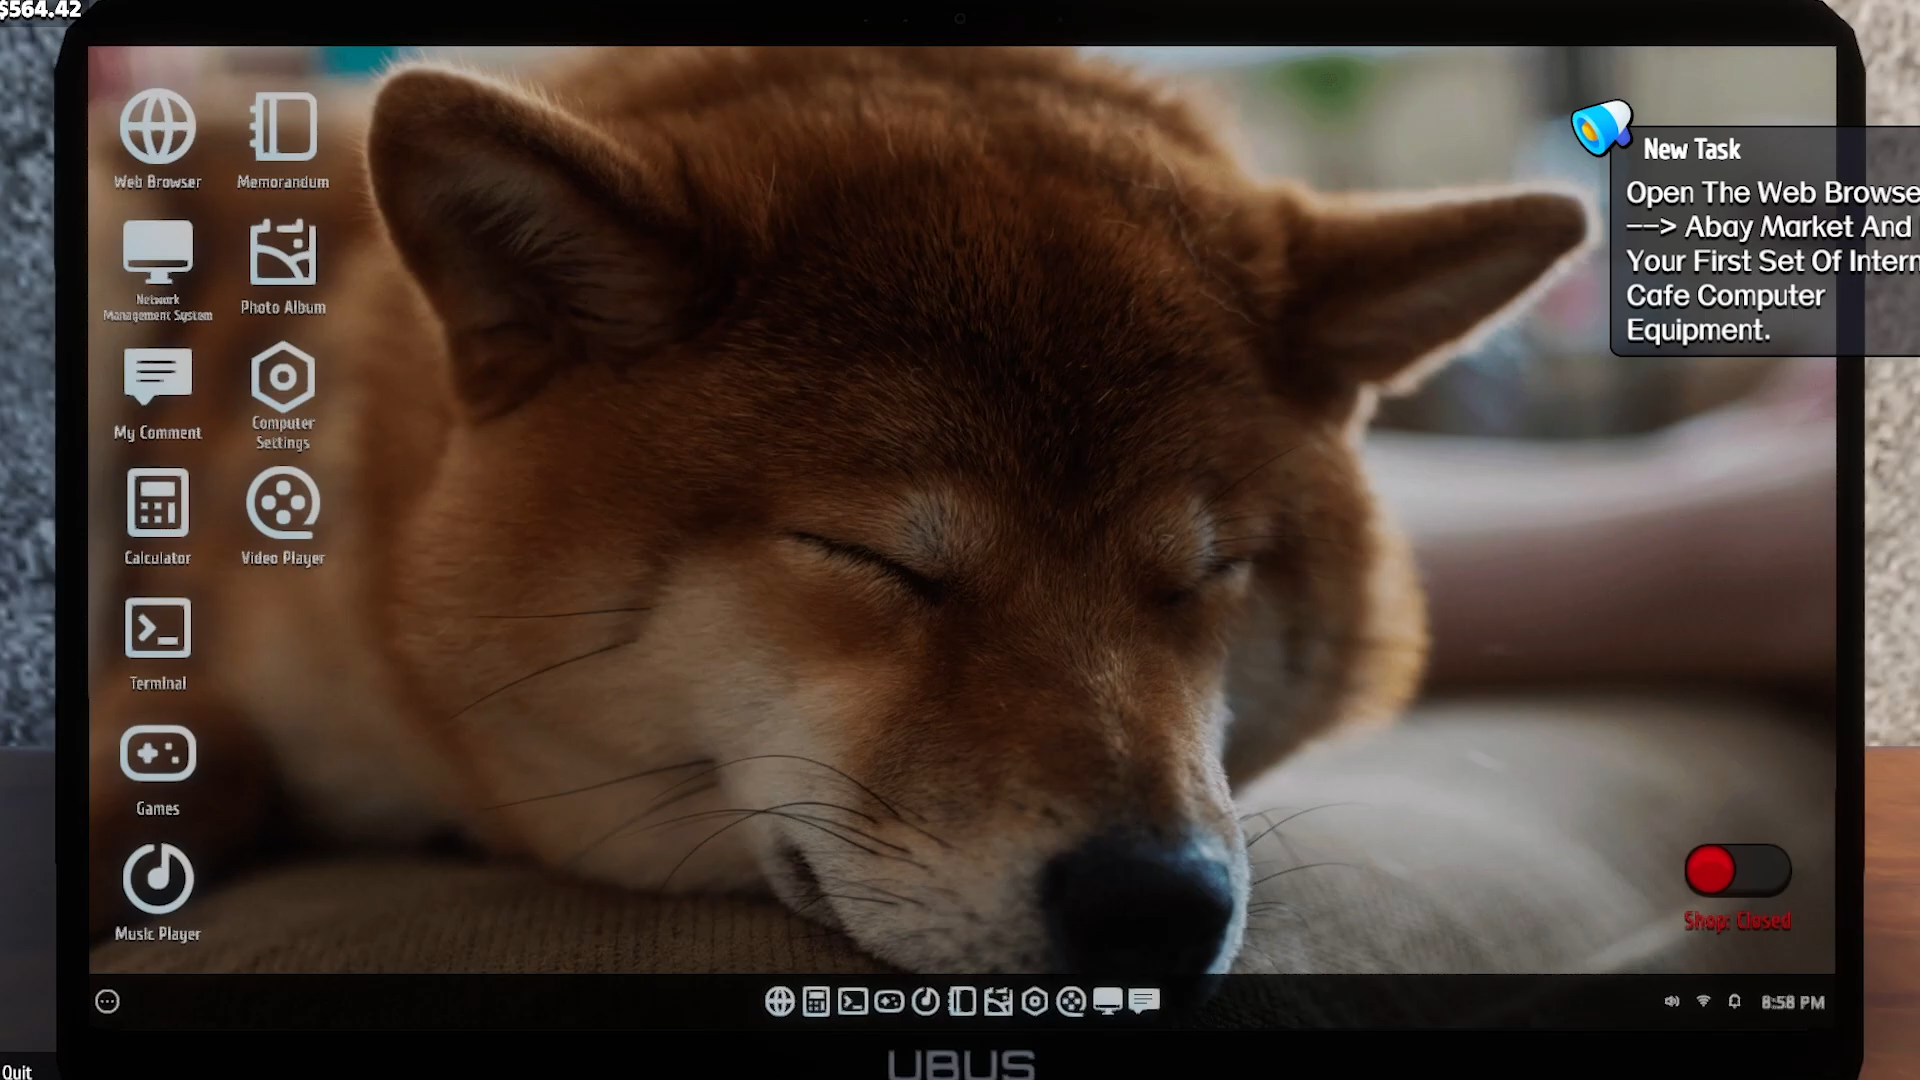 $564.42
Web Browser
Memorandum
Network
Management System
Photo Album
My Comment
Computer
Settings
Calculator
Video Player
Terminal
Games
Music Player
New Task
Open The Web Browse
--> Abay Market And
Your First Set Of Intern
Cafe Computer
Equipment.
Shop: Closed
8:58 PM
UBUS
Quit